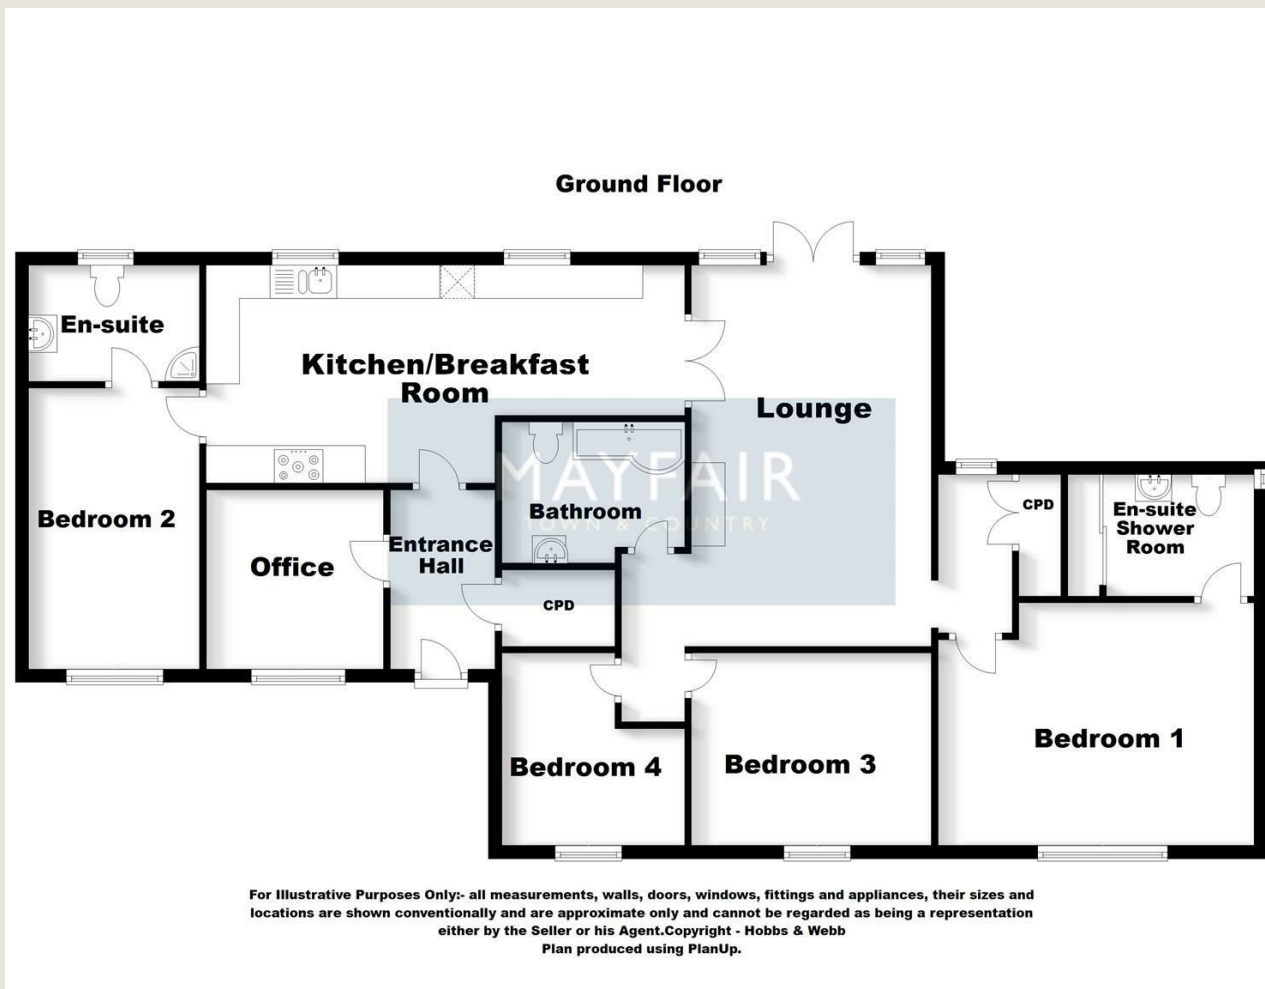 Ground Floor
En-suite
Kitchen/Breakfast
Room
Lounge
MAYFAIR
TOWN & COUNTRY
Bedroom 2
Office
Entrance
Hall
Bathroom
CPD
CPD
En-suite
Shower
Room
Bedroom 4
Bedroom 3
Bedroom 1
For Illustrative Purposes Only:- all measurements, walls, doors, windows, fittings and appliances, their sizes and
locations are shown conventionally and are approximate only and cannot be regarded as being a representation
either by the Seller or his Agent.Copyright - Hobbs & Webb
Plan produced using PlanUp.